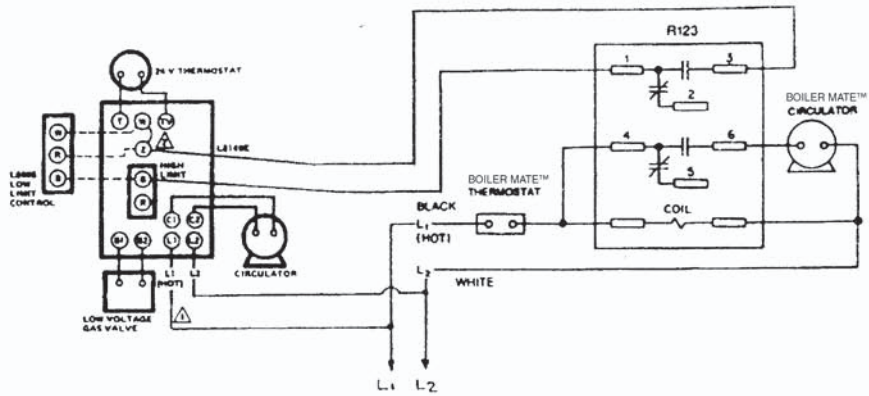 R123
24 V THERMOSTAT
1
3
2
BOILER MATE™
CIRCULATOR
T
W
TV
W
R
B
Z
L8148E
HIGH
LIMIT
B
R
LOW
LIMIT
CONTROL
4
6
5
BOILER MATE™
THERMOSTAT
BLACK
L1
(HOT)
COIL
C1
C2
B1
B2
L1
L2
CIRCULATOR
L1
(HOT)
L2
L2
WHITE
LOW VOLTAGE
GAS VALVE
1
L1
L2